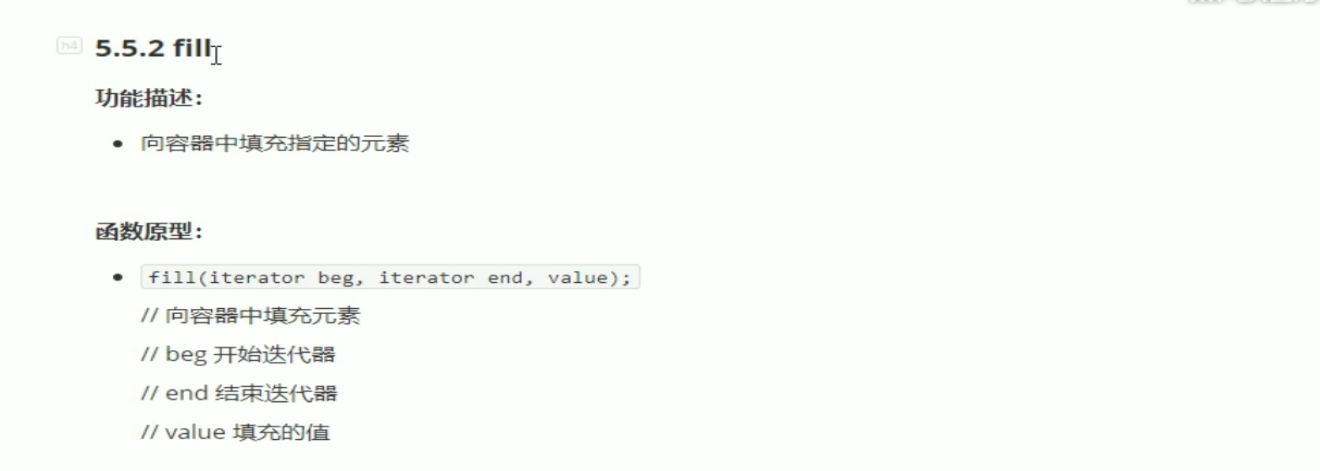 h4
5.5.2 fill
功能描述：
• 向容器中填充指定的元素
函数原型：
• fill(iterator beg, iterator end, value);
// 向容器中填充元素
// beg 开始迭代器
// end 结束迭代器
// value 填充的值